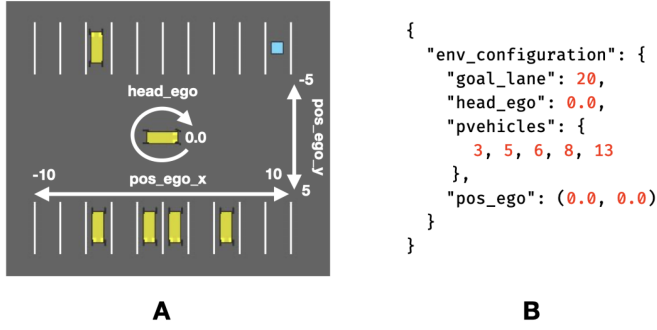 -5
head_ego
0.0
pos_ego_y
-10
10
pos_ego_x
5
A
{
"env_configuration": {
"goal_lane": 20,
"head_ego": 0.0,
"pvehicles": {
3, 5, 6, 8, 13
},
"pos_ego": (0.0, 0.0)
}
}
B